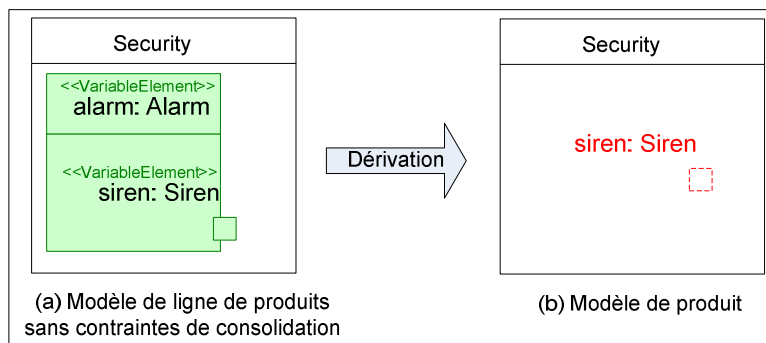 Security
<<VariableElement>>
alarm: Alarm
<<VariableElement>>
siren: Siren
Dérivation
Security
siren: Siren
(a) Modèle de ligne de produits
sans contraintes de consolidation
(b) Modèle de produit